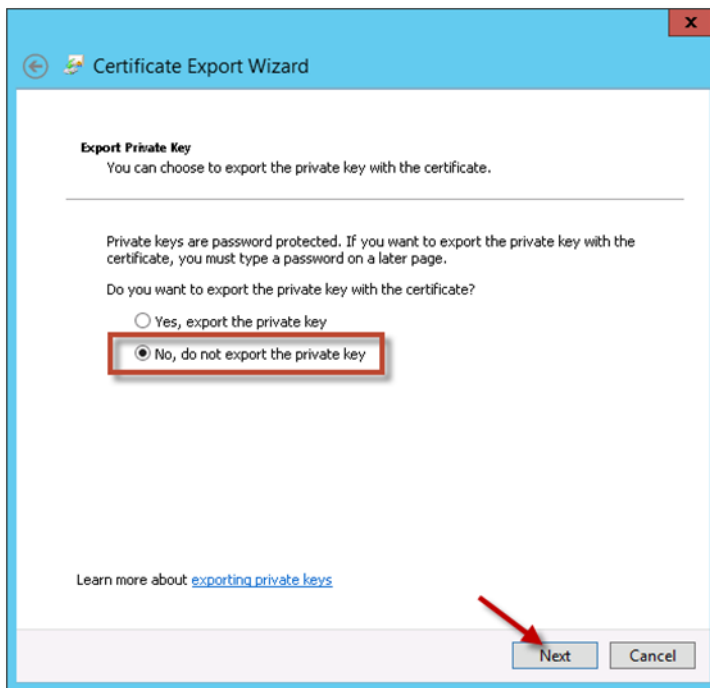 x
Certificate Export Wizard
Export Private Key
You can choose to export the private key with the certificate.
Private keys are password protected. If you want to export the private key with the
certificate, you must type a password on a later page.
Do you want to export the private key with the certificate?
Yes, export the private key
No, do not export the private key
Learn more about exporting private keys
Next Cancel